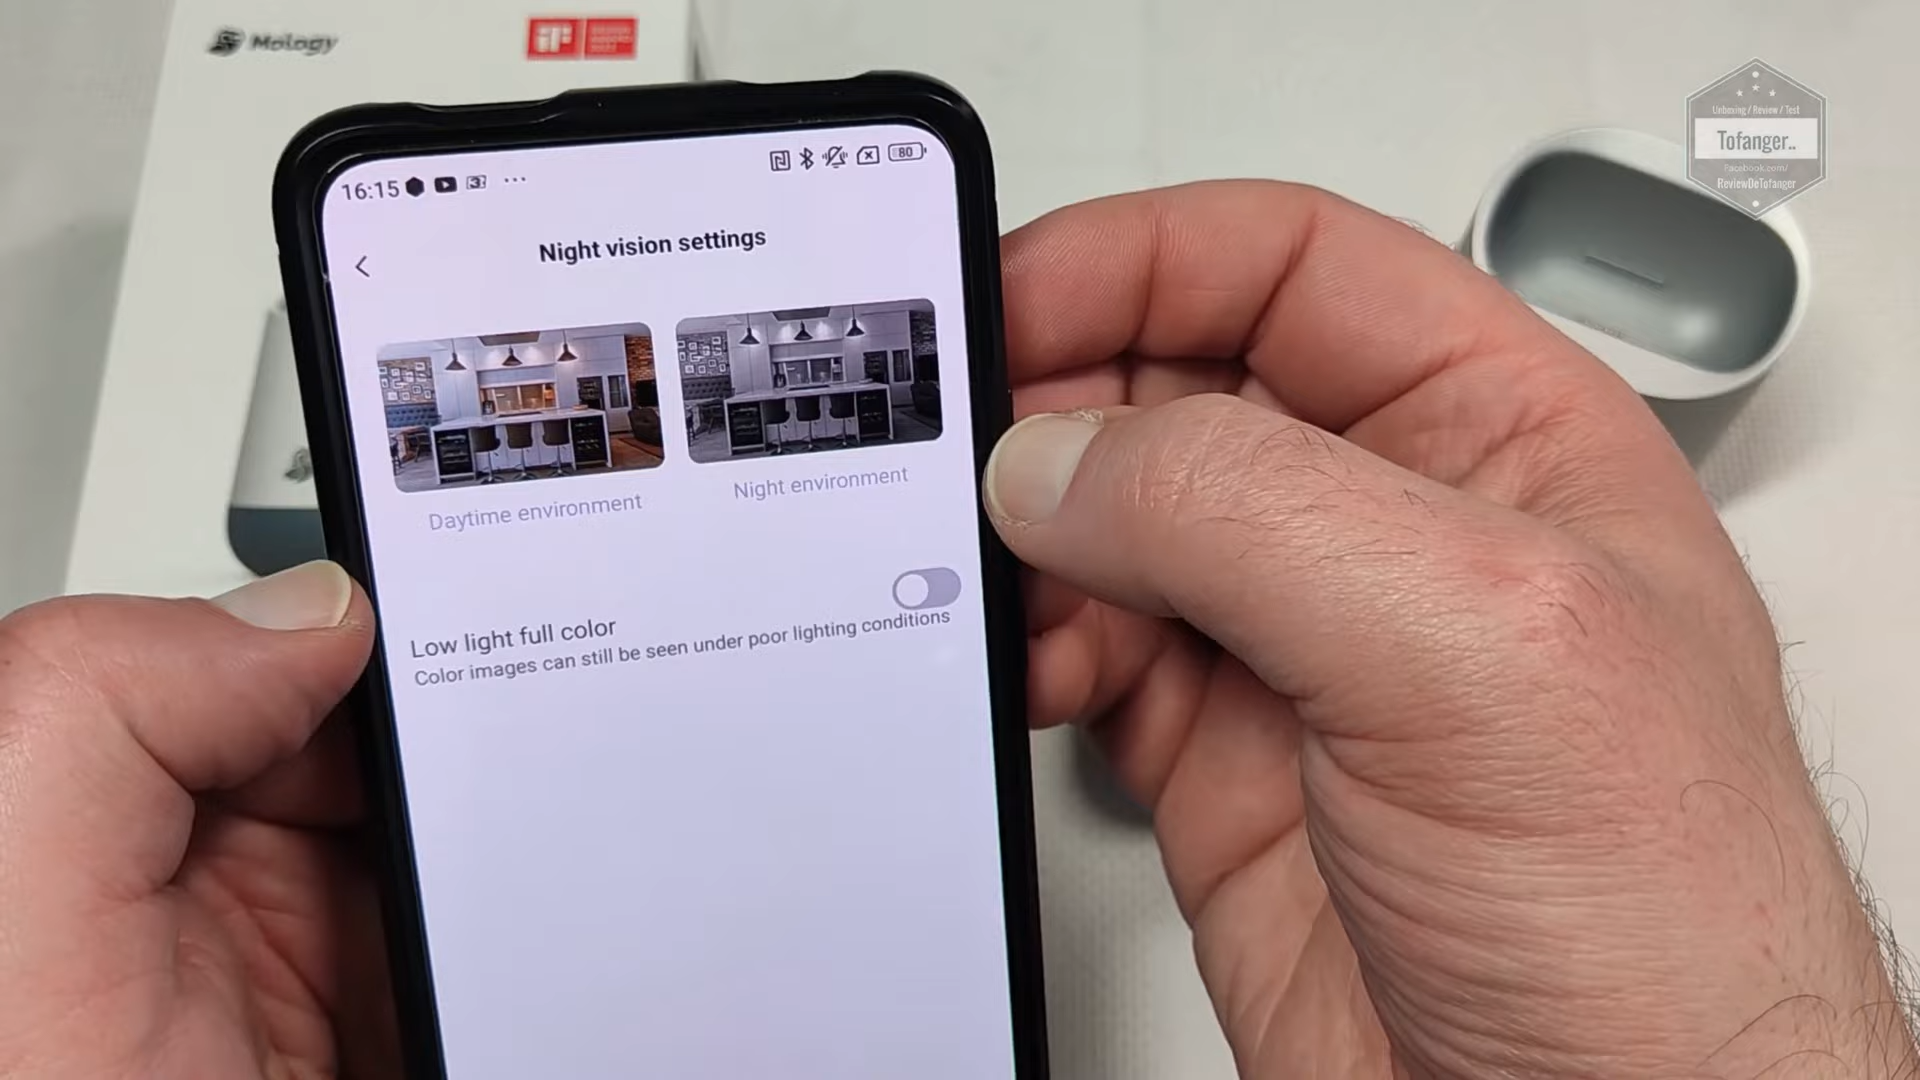 Mology
iF
Unboxing / Review / Test
Tofanger..
Facebook.com/
ReviewDeTofanger
16:15
80
Night vision settings
Daytime environment
Night environment
Low light full color
Color images can still be seen under poor lighting conditions